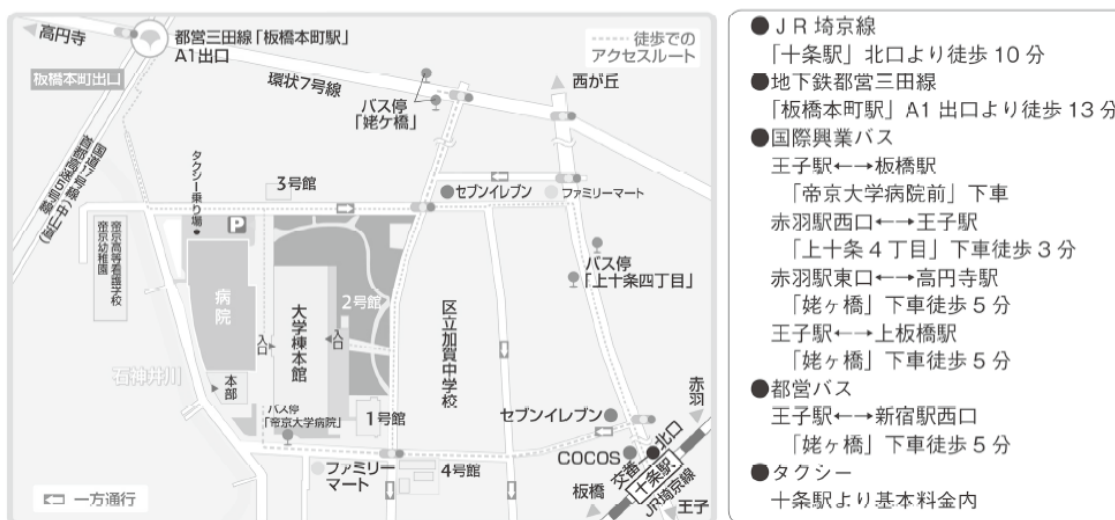 高円寺
都営三田線「板橋本町駅」
A1出口
徒歩での
アクセスルート
板橋本町出口
環状7号線
西が丘
バス停
「姥ケ橋」
国道17号線(中山道)
首都高速5号線
タクシー乗り場
3号館
セブンイレブン
ファミリーマート
P
帝京高等看護学校
帝京幼稚園
病院
2号館
大学棟本館
入口
入口
区立加賀中学校
バス停
「上十条四丁目」
石神井川
本部
バス停
「帝京大学病院」
1号館
セブンイレブン
赤羽
ファミリー
マート
4号館
COCOS
交番
北口
十条駅
JR埼京線
板橋
王子
一方通行
●JR埼京線
「十条駅」北口より徒歩10分
●地下鉄都営三田線
「板橋本町駅」A1出口より徒歩13分
●国際興業バス
王子駅←→板橋駅
「帝京大学病院前」下車
赤羽駅西口←→王子駅
「上十条4丁目」下車徒歩3分
赤羽駅東口←→高円寺駅
「姥ヶ橋」下車徒歩5分
王子駅←→上板橋駅
「姥ヶ橋」下車徒歩5分
●都営バス
王子駅←→新宿駅西口
「姥ヶ橋」下車徒歩5分
●タクシー
十条駅より基本料金内